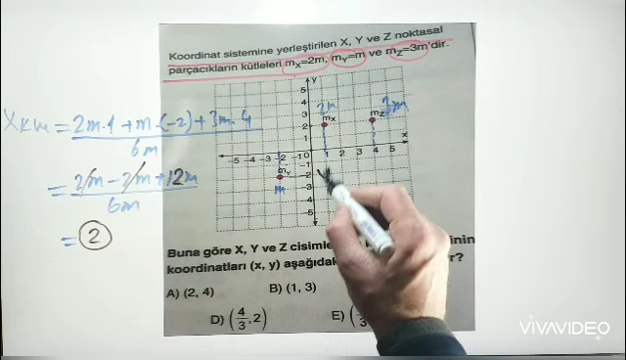 Koordinat sistemine yerleştirilen X, Y ve Z noktasal
parçacıkların kütleleri mX=2m, mY=m ve mZ=3m'dir.
XKM = 2m.1+m.(-2)+3m.4
6m
= 2m-2m+12m
6m
= 2
y
5
4
3
2
1
2m
mX
mZ
3m
x
-5 -4 -3 -2 -1 0 1 2 3 4 5
-1
-2
-3
-4
-5
mY
m
Buna göre X, Y ve Z
koordinatları (x, y)
A) (2, 4)
B) (1, 3)
D) (4/3, 2)
E)
VIVAVIDEO